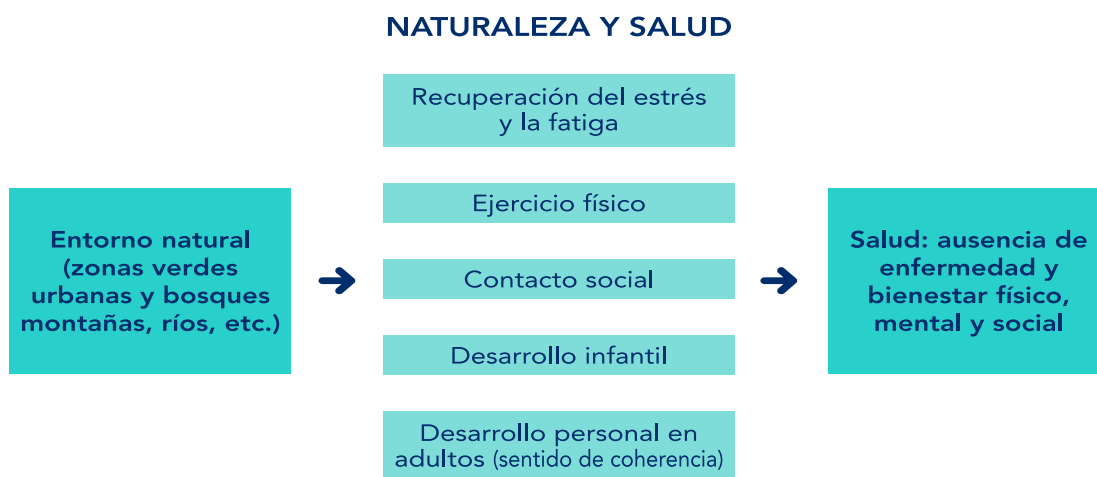 NATURALEZA Y SALUD
Entorno natural
(zonas verdes
urbanas y bosques
montañas, ríos, etc.)
Recuperación del estrés
y la fatiga
Ejercicio físico
Contacto social
Desarrollo infantil
Desarrollo personal en
adultos (sentido de coherencia)
Salud: ausencia de
enfermedad y
bienestar físico,
mental y social